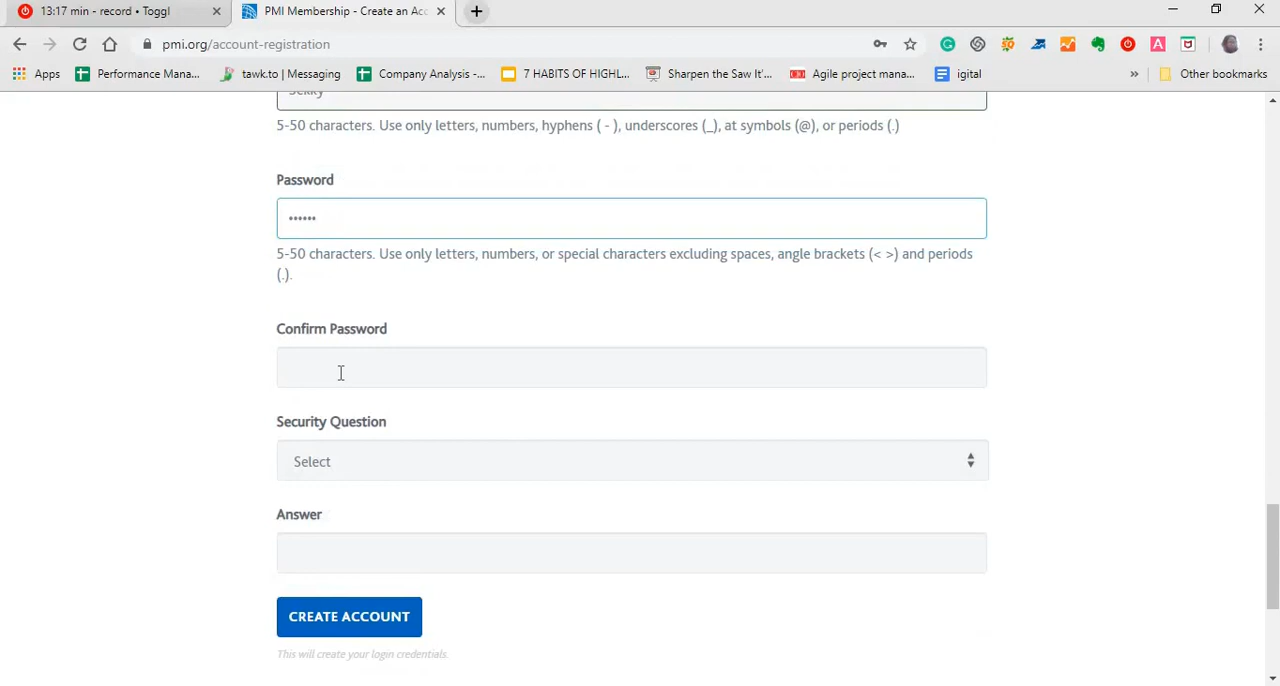 13:17 min - record • Toggl
PMI Membership - Create an Acc
pmi.org/account-registration
Apps
Performance Mana...
tawk.to | Messaging
Company Analysis -...
7 HABITS OF HIGHL...
Sharpen the Saw It'...
Agile project mana...
igital
»
Other bookmarks
Sekky
5-50 characters. Use only letters, numbers, hyphens ( - ), underscores (_), at symbols (@), or periods (.)
Password
••••••
5-50 characters. Use only letters, numbers, or special characters excluding spaces, angle brackets (< >) and periods
(.).
Confirm Password
Security Question
Select
Answer
CREATE ACCOUNT
This will create your login credentials.